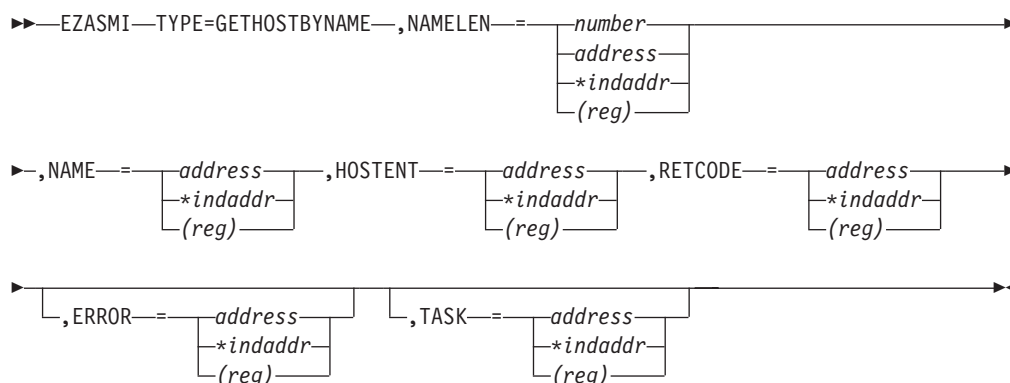 EZASMI TYPE=GETHOSTBYNAME ,NAMELEN = number
address
*indaddr
(reg)
,NAME = address ,HOSTENT = address ,RETCODE = address
*indaddr *indaddr *indaddr
(reg) (reg) (reg)
,ERROR = address ,TASK = address
*indaddr *indaddr
(reg) (reg)